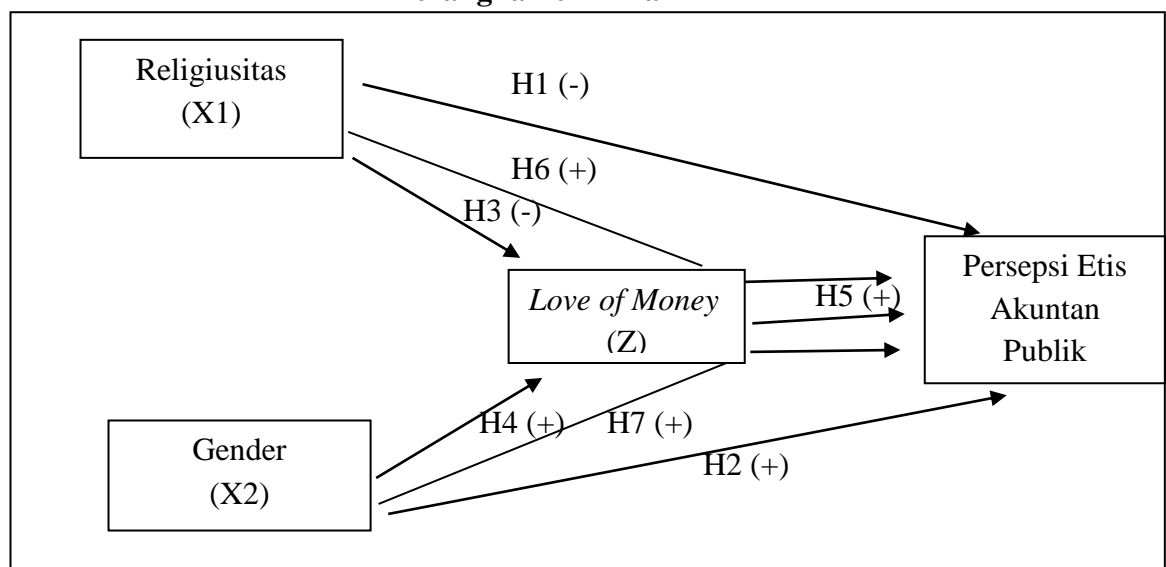 Religiusitas
(X1)
H1 (-)
H6 (+)
H3 (-)
Love of Money
(Z)
H5 (+)
Persepsi Etis
Akuntan
Publik
H4 (+)
H7 (+)
H2 (+)
Gender
(X2)